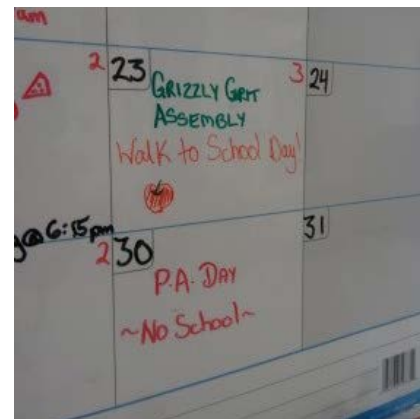 am
2 23 3 24
GRIZZLY GRIT
ASSEMBLY
Walk to School Day!
@ 6:15pm
2 30 31
P.A. DAY
~No School~